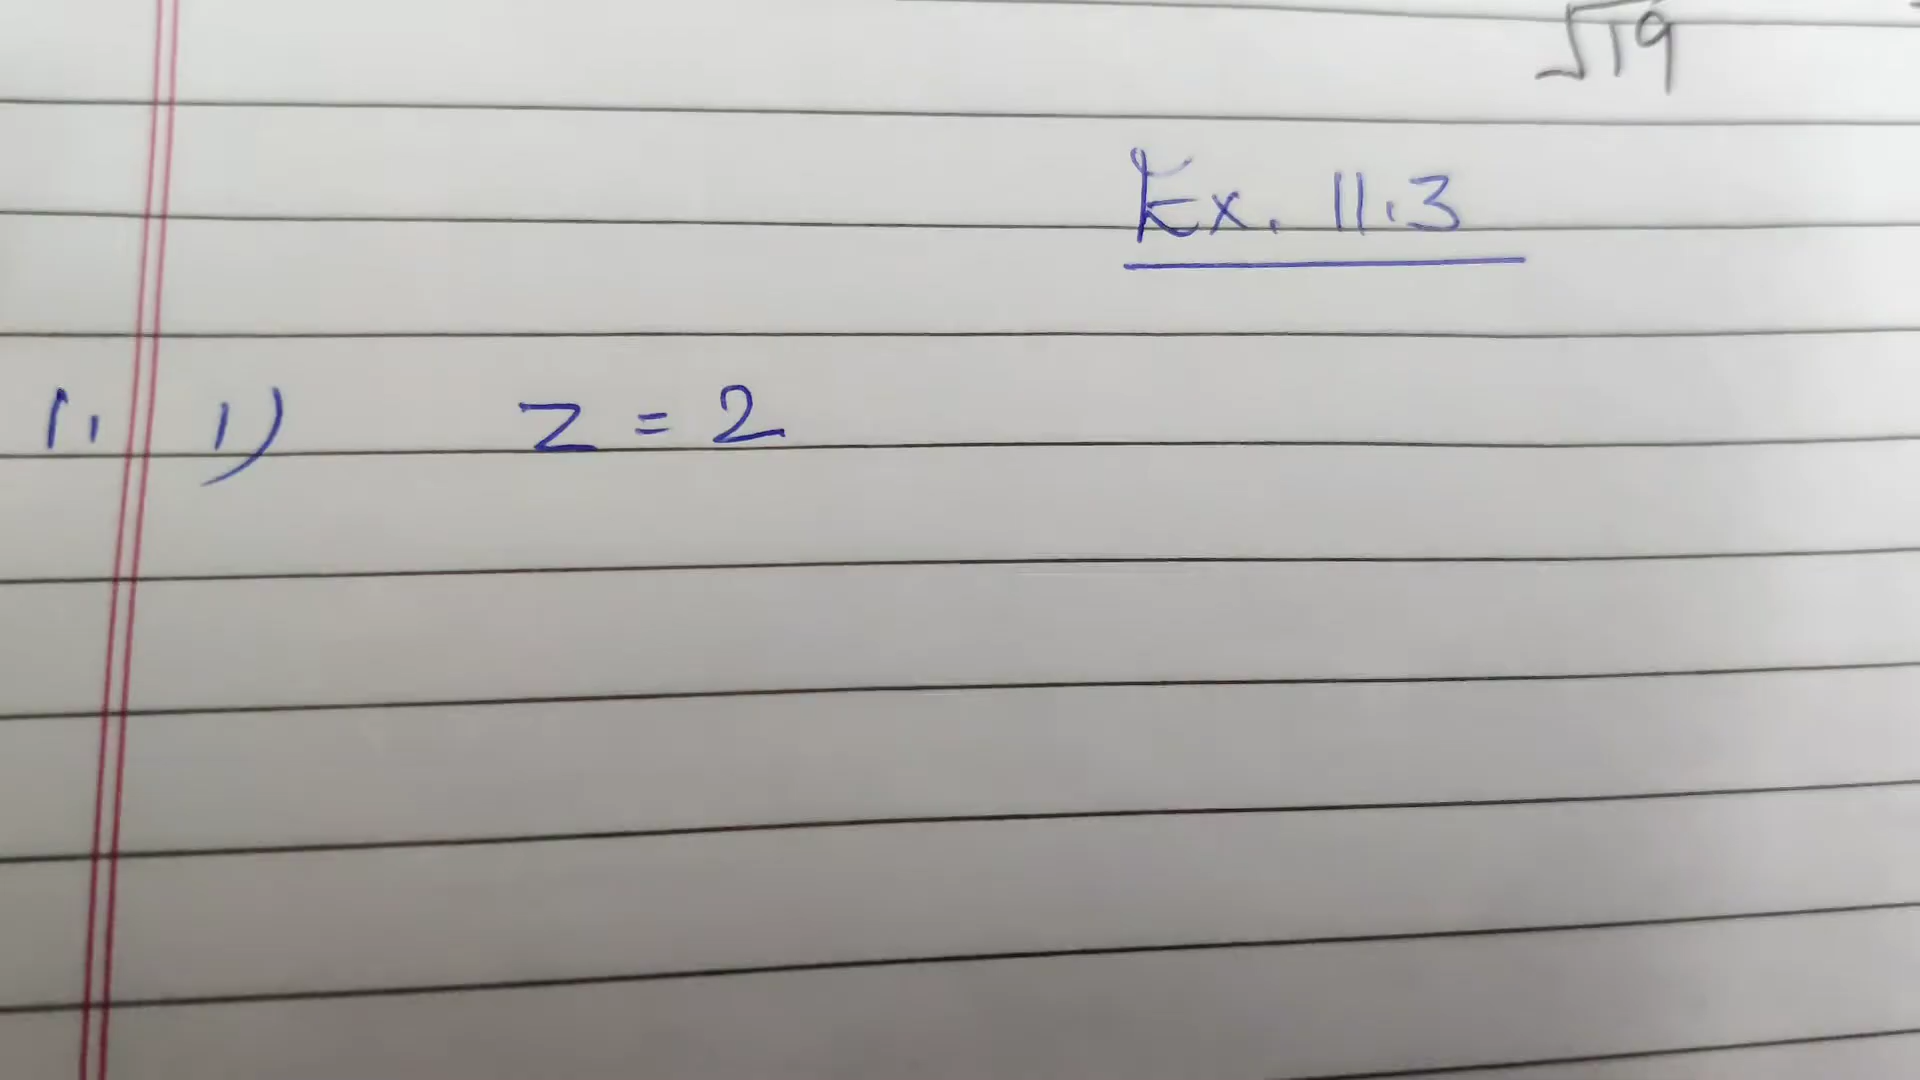 √19
Ex. 11.3
1. 1) z = 2